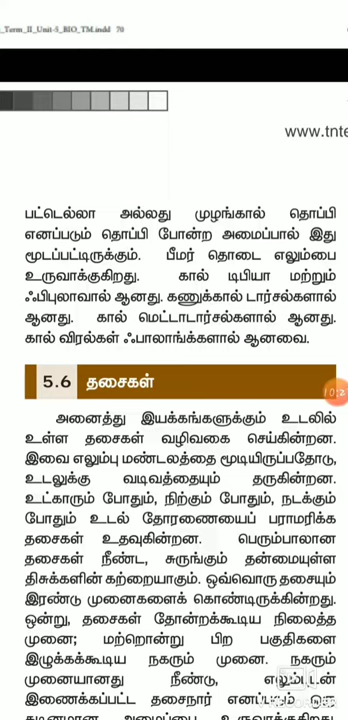 _Term_II_Unit-5_BIO_TM.indd 70
www.tnte
பட்டெல்லா அல்லது முழங்கால் தொப்பி
எனப்படும் தொப்பி போன்ற அமைப்பால் இது
மூடப்பட்டிருக்கும். பீமர் தொடை எலும்பை
உருவாக்குகிறது. கால் டிபியா மற்றும்
ஃபிபுலாவால் ஆனது. கணுக்கால் டார்சல்களால்
ஆனது. கால் மெட்டாடார்சல்களால் ஆனது.
கால் விரல்கள் ஃபாலாங்க்களால் ஆனவை.
5.6 தசைகள்
10:2
அனைத்து இயக்கங்களுக்கும் உடலில்
உள்ள தசைகள் வழிவகை செய்கின்றன.
இவை எலும்பு மண்டலத்தை மூடியிருப்பதோடு,
உடலுக்கு வடிவத்தையும் தருகின்றன.
உட்காரும் போதும், நிற்கும் போதும், நடக்கும்
போதும் உடல் தோரணையைப் பராமரிக்க
தசைகள் உதவுகின்றன. பெரும்பாலான
தசைகள் நீண்ட, சுருங்கும் தன்மையுள்ள
திசுக்களின் கற்றையாகும். ஒவ்வொரு தசையும்
இரண்டு முனைகளைக் கொண்டிருக்கிறது.
ஒன்று, தசைகள் தோன்றக்கூடிய நிலைத்த
முனை; மற்றொன்று பிற பகுதிகளை
இழுக்கக்கூடிய நகரும் முனை. நகரும்
முனையானது நீண்டு, எலும்புடன்
இணைக்கப்பட்ட தசைநார் எனப்படும் ஒரு